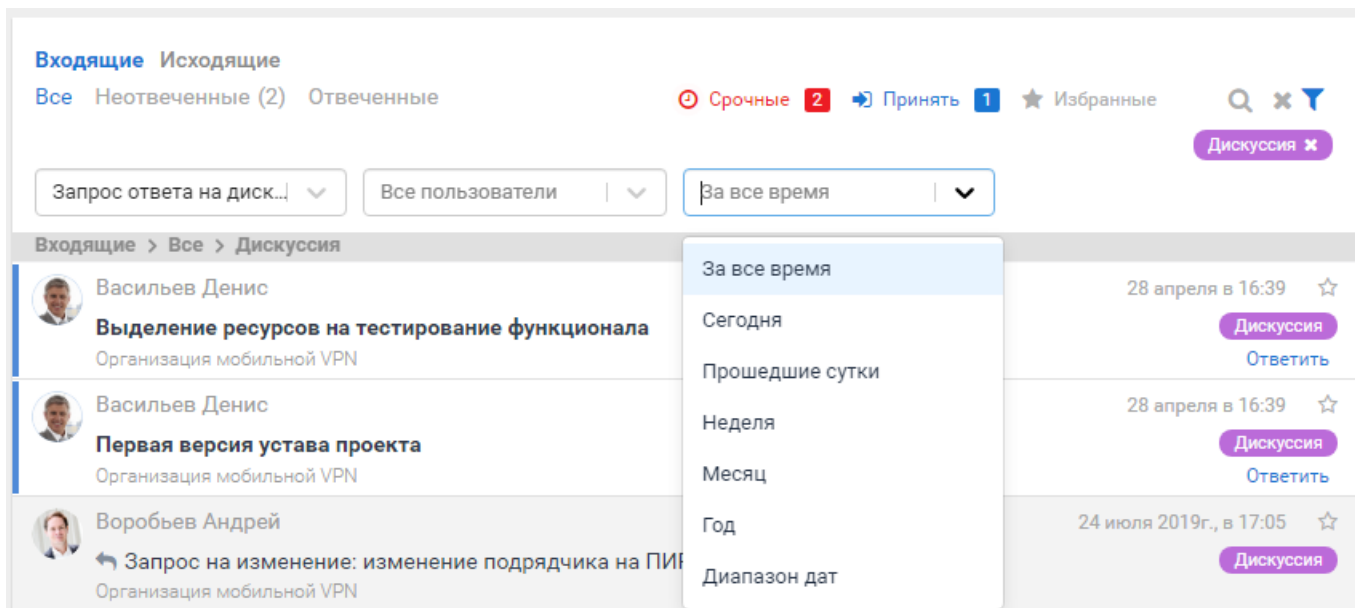 Входящие Исходящие
Все Неотвеченные (2) Отвеченные Срочные 2 Принять 1 Избранные
Дискуссия
Запрос ответа на диск... Все пользователи За все время
Входящие > Все > Дискуссия
За все время
Сегодня
Прошедшие сутки
Неделя
Месяц
Год
Диапазон дат
Васильев Денис 28 апреля в 16:39
Выделение ресурсов на тестирование функционала Дискуссия
Организация мобильной VPN Ответить
Васильев Денис 28 апреля в 16:39
Первая версия устава проекта Дискуссия
Организация мобильной VPN Ответить
Воробьев Андрей 24 июля 2019г., в 17:05
Запрос на изменение: изменение подрядчика на Дискуссия
Организация мобильной VPN